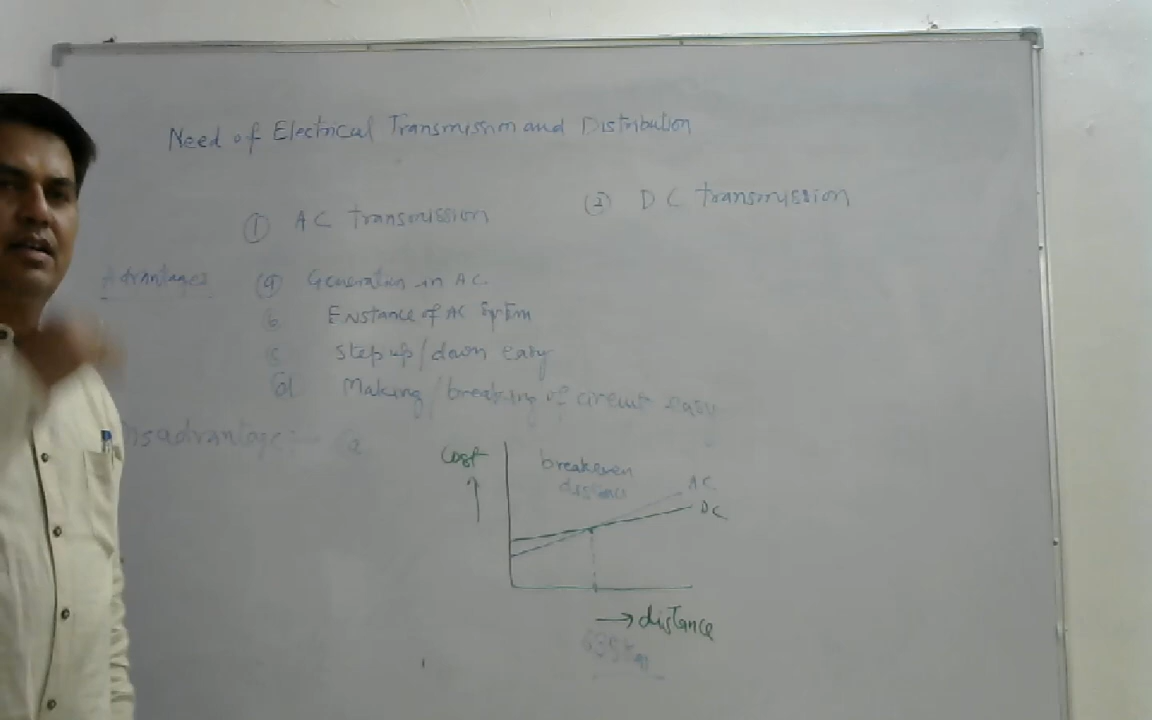 Need of Electrical Transmission and Distribution
① AC transmission
② DC transmission
Advantages
(a) Generation in AC.
b Enstance of AC system
c step up/down easy
(d) Making/breaking of circuit easy
Disadvantages:- (a
Cost
breakeven
distance
AC
DC
→ distance